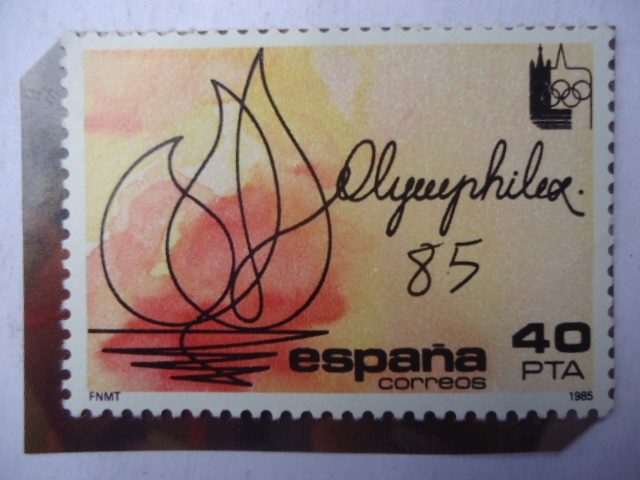 Olymphilex.
85
40
PTA
españa
correos
FNMT
1985